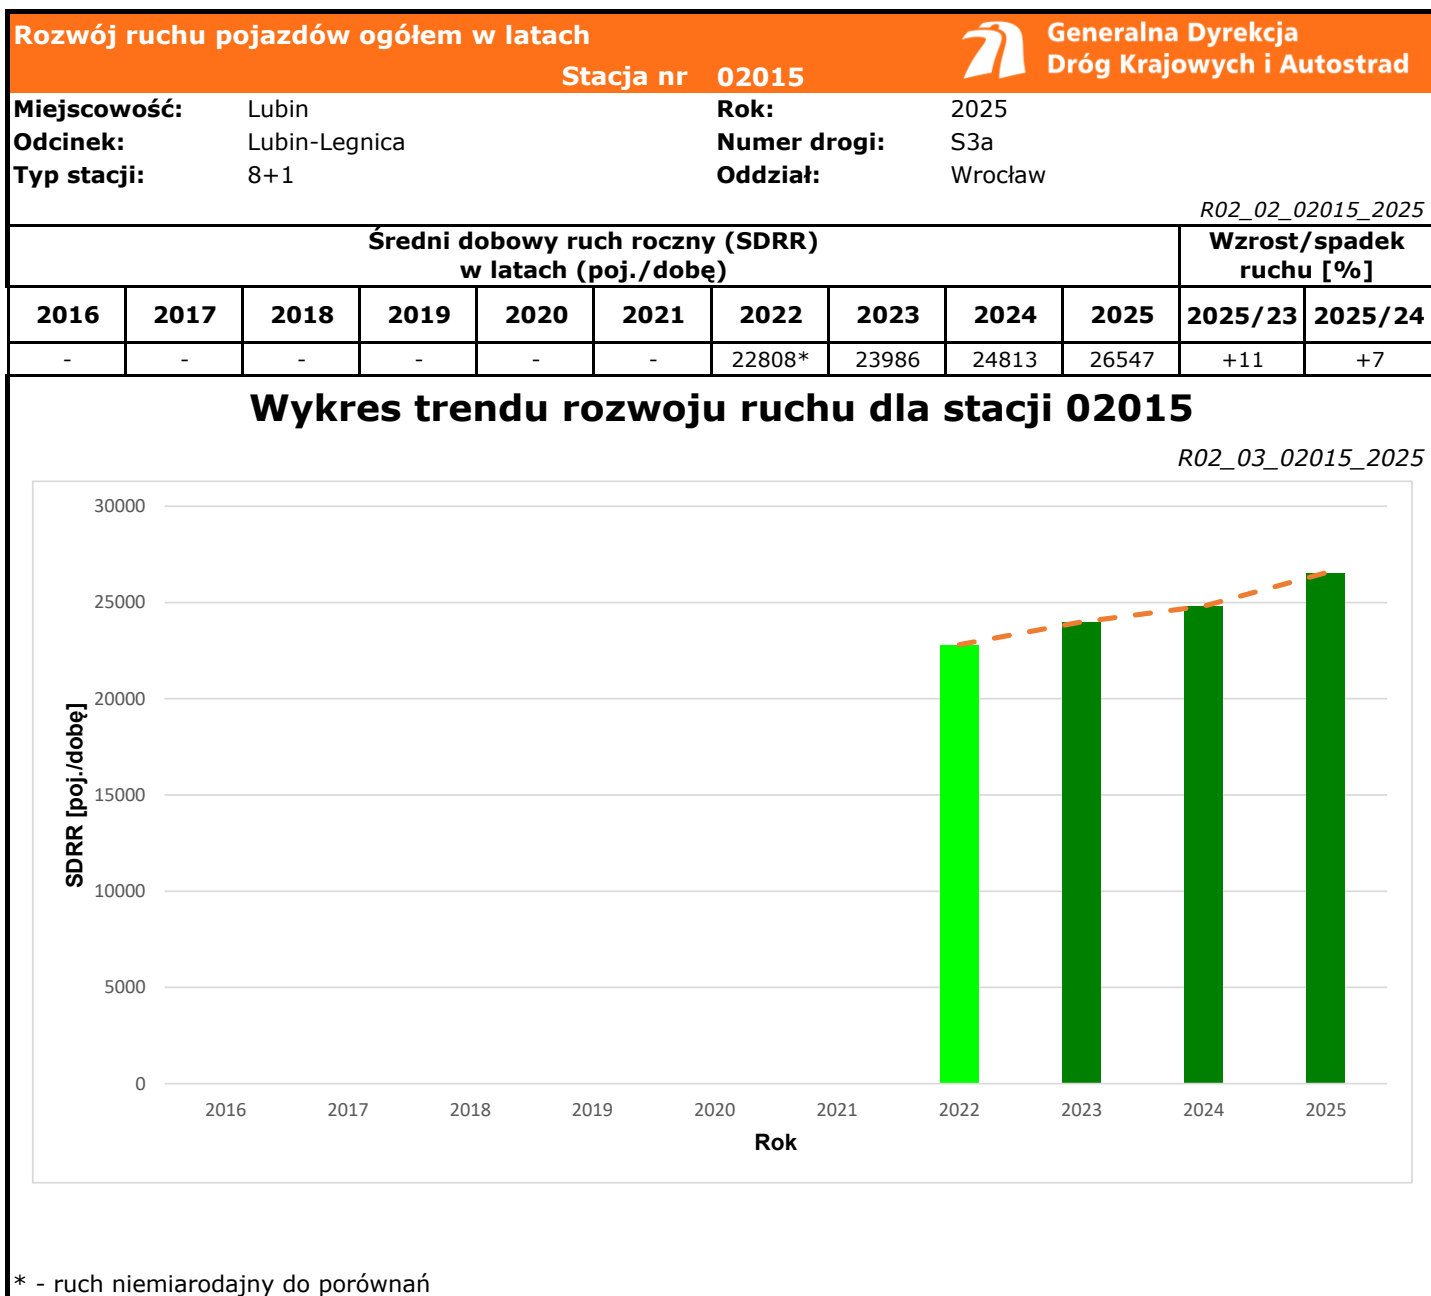 Rozwój ruchu pojazdów ogółem w latach
Generalna Dyrekcja
Dróg Krajowych i Autostrad
Stacja nr 02015
Miejscowość: Lubin Rok: 2025
Odcinek: Lubin-Legnica Numer drogi: S3a
Typ stacji: 8+1 Oddział: Wrocław
R02_02_02015_2025
Średni dobowy ruch roczny (SDRR)
w latach (poj./dobę)
Wzrost/spadek
ruchu [%]
2016 2017 2018 2019 2020 2021 2022 2023 2024 2025 2025/23 2025/24
- - - - - - 22808* 23986 24813 26547 +11 +7
Wykres trendu rozwoju ruchu dla stacji 02015
R02_03_02015_2025
30000
25000
20000
15000
10000
5000
0
SDRR [poj./dobę]
2016 2017 2018 2019 2020 2021 2022 2023 2024 2025
Rok
* - ruch niemiarodajny do porównań